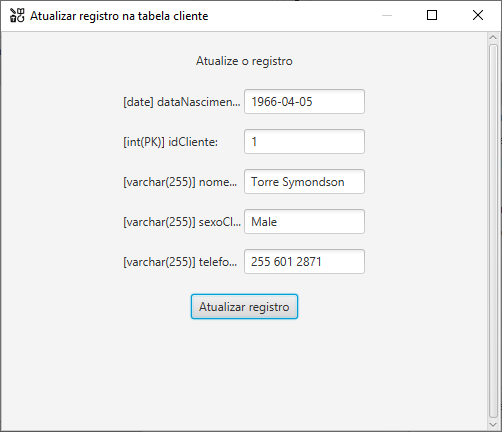 Atualizar registro na tabela cliente
Atualize o registro
[date] dataNascimen... 1966-04-05
[int(PK)] idCliente: 1
[varchar(255)] nome... Torre Symondson
[varchar(255)] sexoCl... Male
[varchar(255)] telefo... 255 601 2871
Atualizar registro